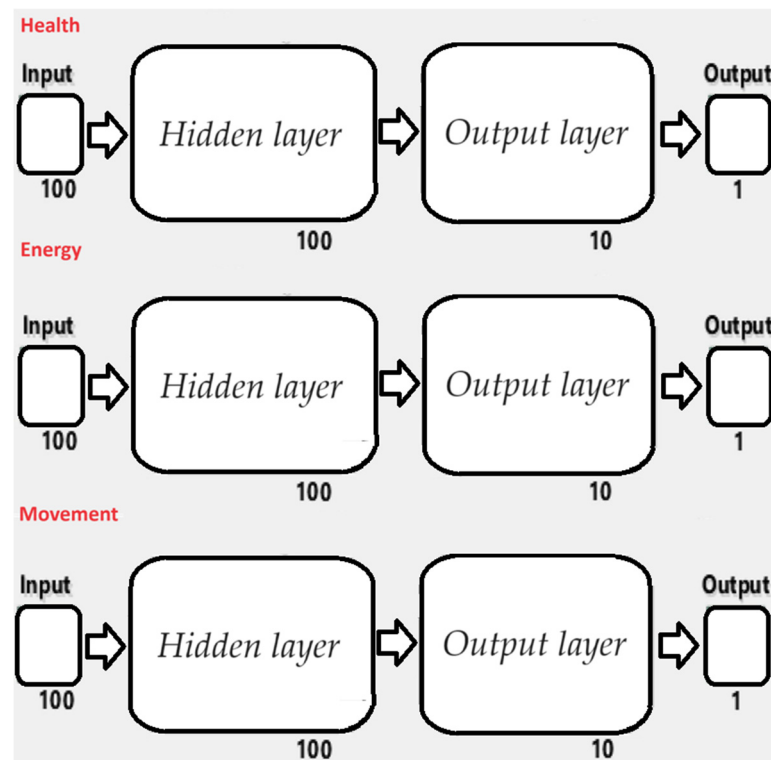 Health
Input Output
Hidden layer Output layer
100 1
100 10
Energy
Input Output
Hidden layer Output layer
100 1
100 10
Movement
Input Output
Hidden layer Output layer
100 1
100 10